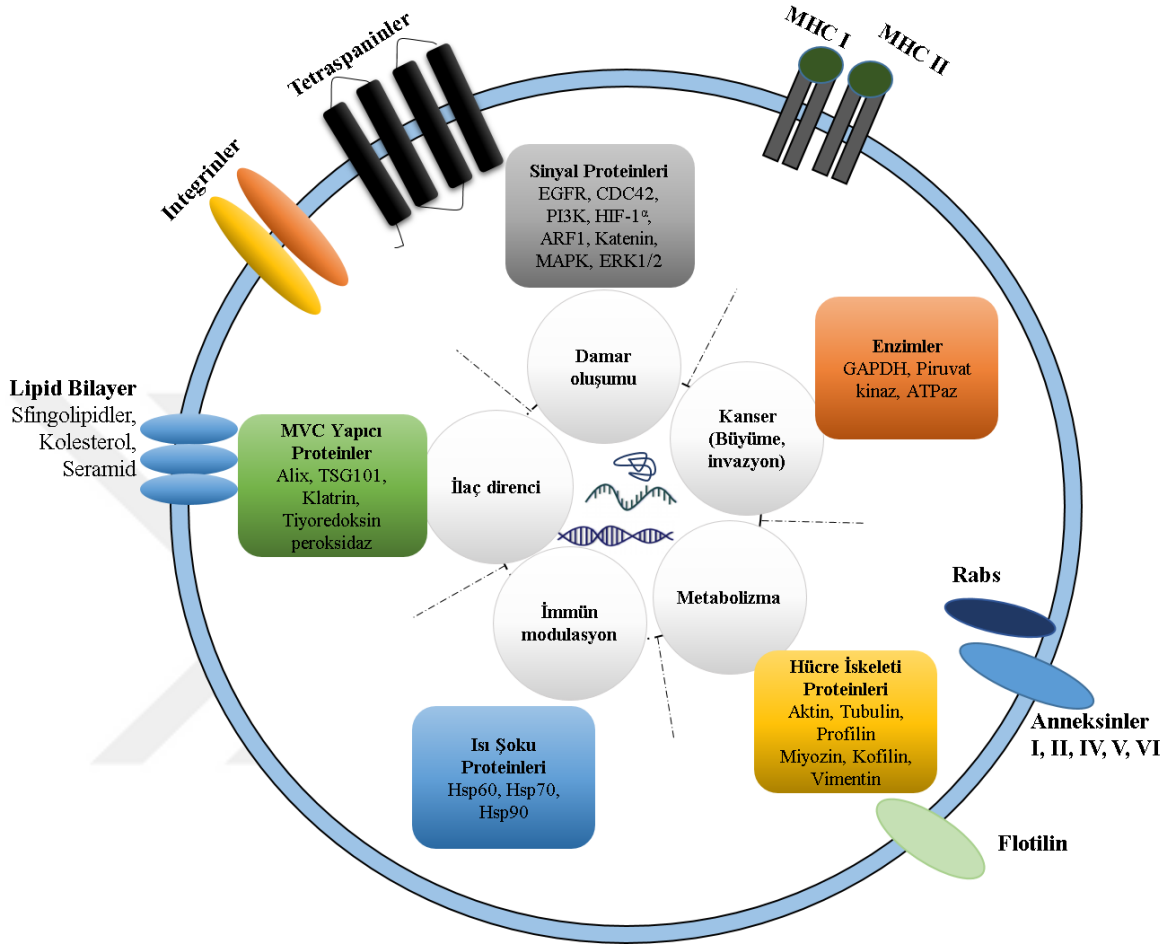 Tetraspaninler
MHC I
MHC II
Integrinler
Sinyal Proteinleri
EGFR, CDC42,
PI3K, HIF-1α,
ARF1, Katenin,
MAPK, ERK1/2
Enzimler
GAPDH, Piruvat
kinaz, ATPaz
Damar
oluşumu
Kanser
(Büyüme,
invazyon)
Lipid Bilayer
Sfingolipidler,
Kolesterol,
Seramid
MVC Yapıcı
Proteinler
Alix, TSG101,
Klatrin,
Tiyoredoksin
peroksidaz
İlaç direnci
Metabolizma
İmmün
modulasyon
Rabs
Anneksinler
I, II, IV, V, VI
Hücre İskeleti
Proteinleri
Aktin, Tubulin,
Profilin
Miyozin, Kofilin,
Vimentin
Isı Şoku
Proteinleri
Hsp60, Hsp70,
Hsp90
Flotilin